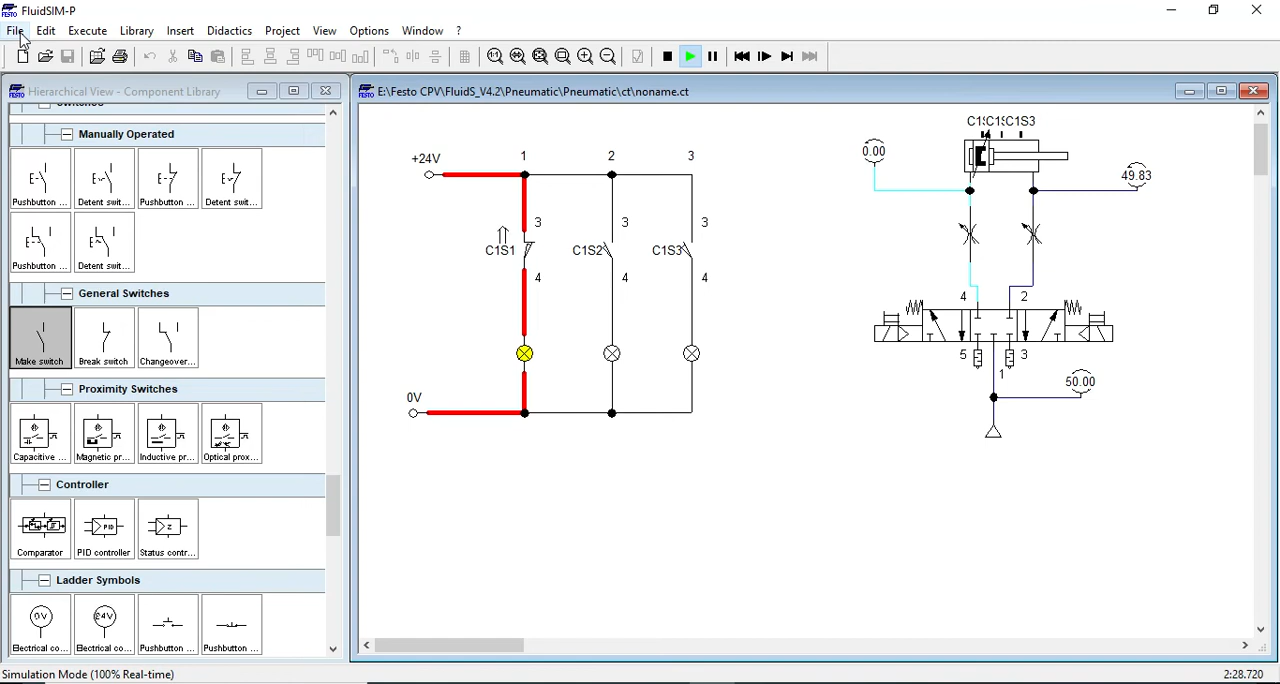 FluidSIM-P
File Edit Execute Library Insert Didactics Project View Options Window ?
Hierarchical View - Component Library
Manually Operated
Pushbutton ... Detent swit... Pushbutton ... Detent swit...
Pushbutton ... Detent swit...
General Switches
Make switch Break switch Changeover...
Proximity Switches
Capacitive ... Magnetic pr... Inductive pr... Optical prox...
Controller
Comparator PID controller Status contr...
Ladder Symbols
0V 24V
Electrical co... Electrical co... Pushbutton ... Pushbutton ...
E:\Festo CPV\FluidS_V4.2\Pneumatic\Pneumatic\ct\noname.ct
+24V 1 2 3
3 3 3
C1S1 C1S2 C1S3
4 4 4
0V
C1S3
0.00 49.83
4 2
5 3
1
50.00
Simulation Mode (100% Real-time) 2:28.720